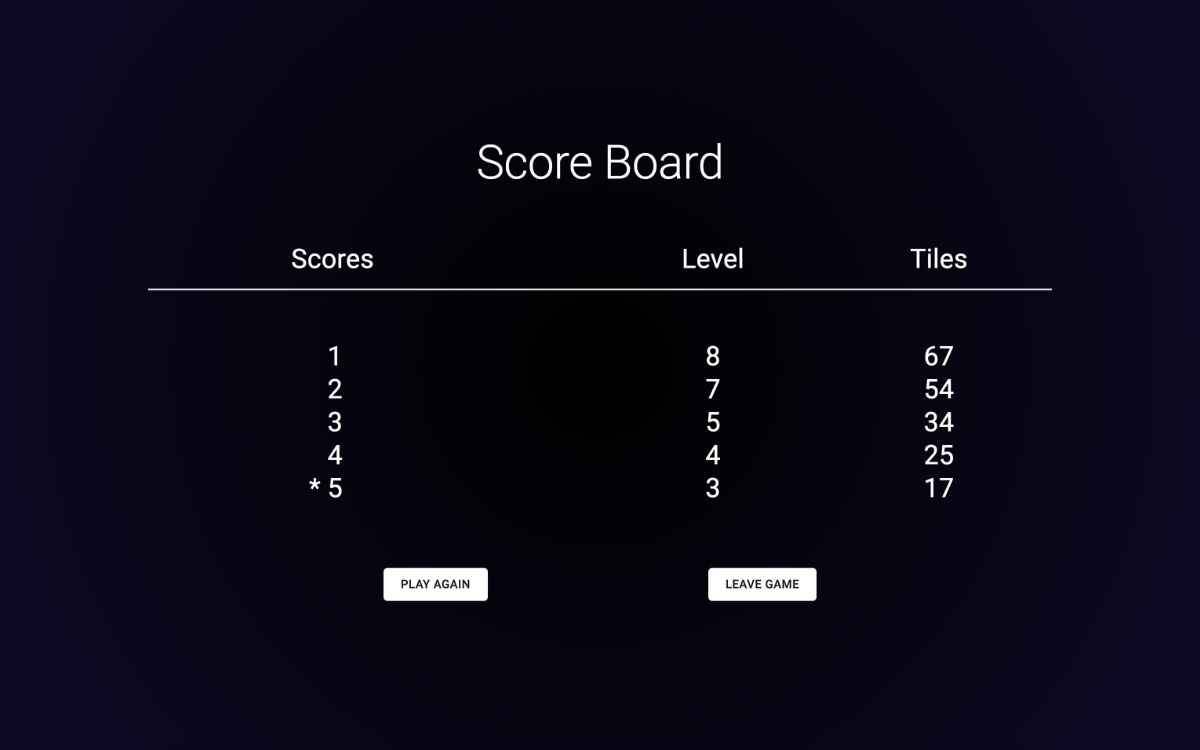 Score Board
Scores Level Tiles
1 8 67
2 7 54
3 5 34
4 4 25
* 5 3 17
PLAY AGAIN LEAVE GAME